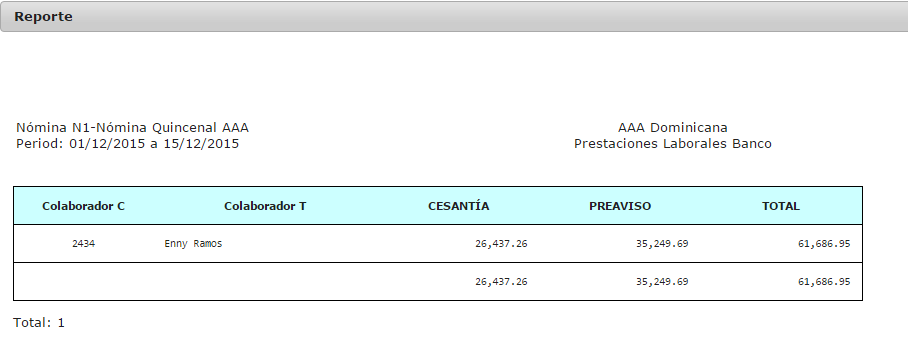 Reporte
Nómina N1-Nómina Quincenal AAA
Period: 01/12/2015 a 15/12/2015
AAA Dominicana
Prestaciones Laborales Banco
Colaborador C Colaborador T CESANTÍA PREAVISO TOTAL
2434 Enny Ramos 26,437.26 35,249.69 61,686.95
26,437.26 35,249.69 61,686.95
Total: 1